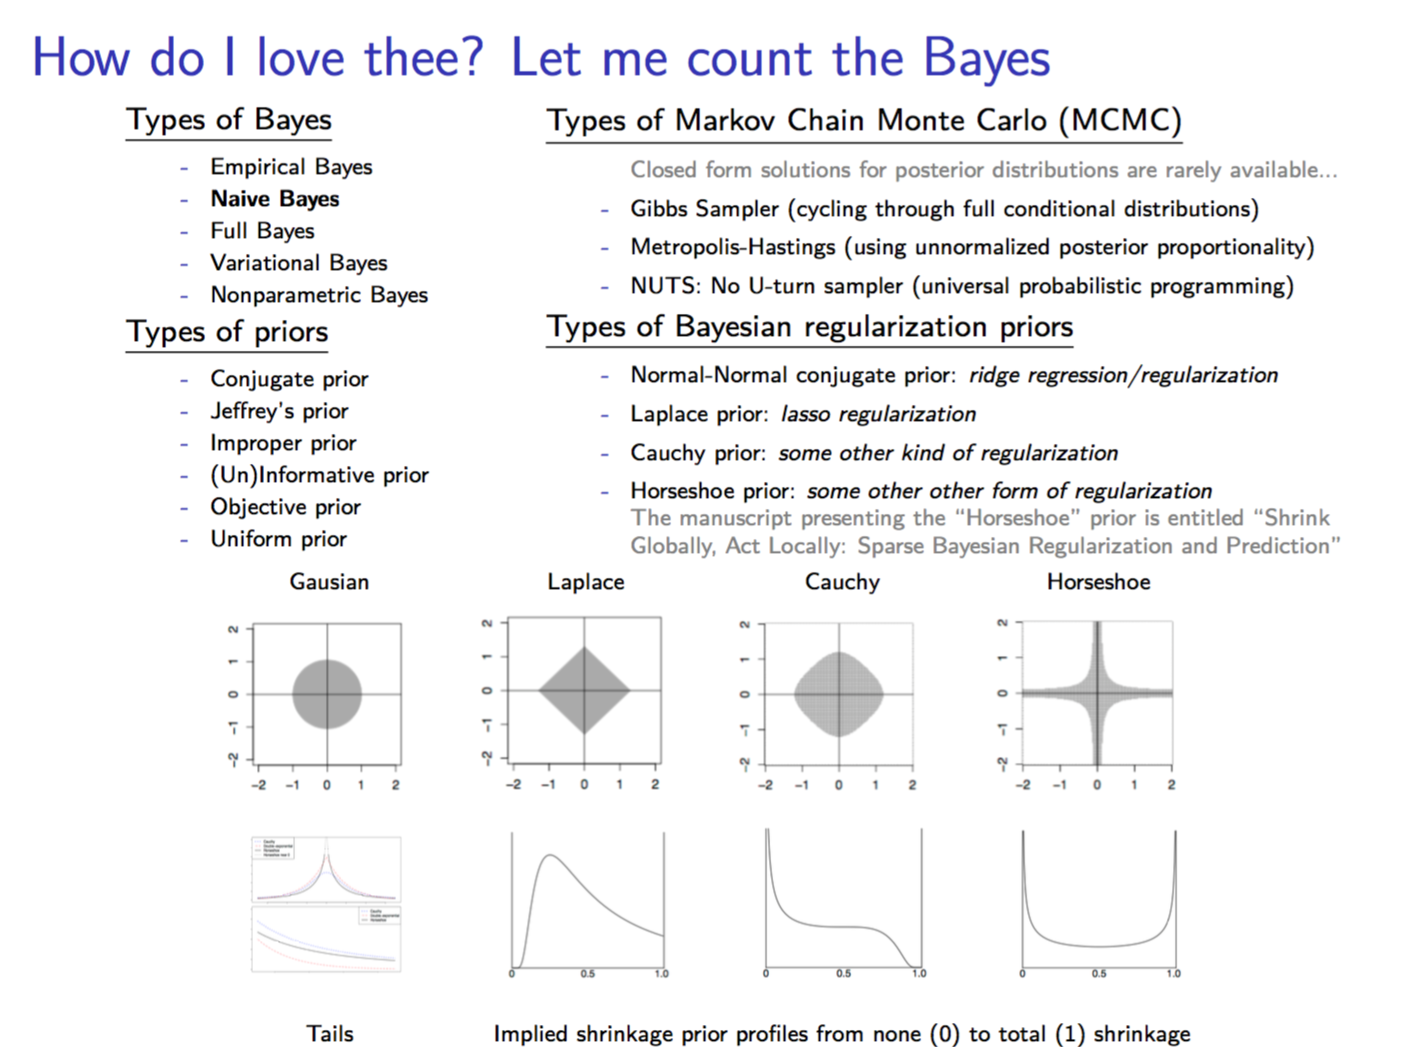 How do I love thee? Let me count the Bayes
Types of Bayes
- Empirical Bayes
- Naive Bayes
- Full Bayes
- Variational Bayes
- Nonparametric Bayes
Types of priors
- Conjugate prior
- Jeffrey's prior
- Improper prior
- (Un)Informative prior
- Objective prior
- Uniform prior
Types of Markov Chain Monte Carlo (MCMC)
Closed form solutions for posterior distributions are rarely available...
- Gibbs Sampler (cycling through full conditional distributions)
- Metropolis-Hastings (using unnormalized posterior proportionality)
- NUTS: No U-turn sampler (universal probabilistic programming)
Types of Bayesian regularization priors
- Normal-Normal conjugate prior: ridge regression/regularization
- Laplace prior: lasso regularization
- Cauchy prior: some other kind of regularization
- Horseshoe prior: some other other form of regularization
The manuscript presenting the “Horseshoe” prior is entitled “Shrink
Globally, Act Locally: Sparse Bayesian Regularization and Prediction”
Gausian Laplace Cauchy Horseshoe
2 1 0 -1 -2
-2 -1 0 1 2
2 1 0 -1 -2
-2 -1 0 1 2
2 1 0 -1 -2
-2 -1 0 1 2
2 1 0 -1 -2
-2 -1 0 1 2
0 0.5 1.0
0 0.5 1.0
0 0.5 1.0
Tails
Implied shrinkage prior profiles from none (0) to total (1) shrinkage